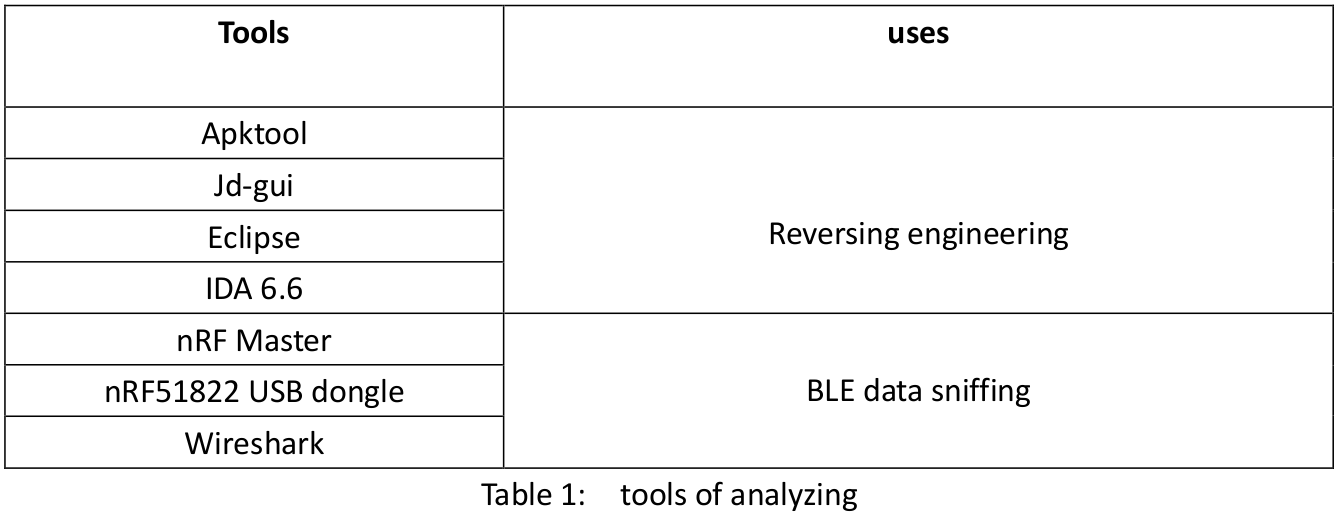 Tools uses
Apktool
Jd-gui
Eclipse
IDA 6.6
Reversing engineering
nRF Master
nRF51822 USB dongle
Wireshark
BLE data sniffing
Table 1: tools of analyzing